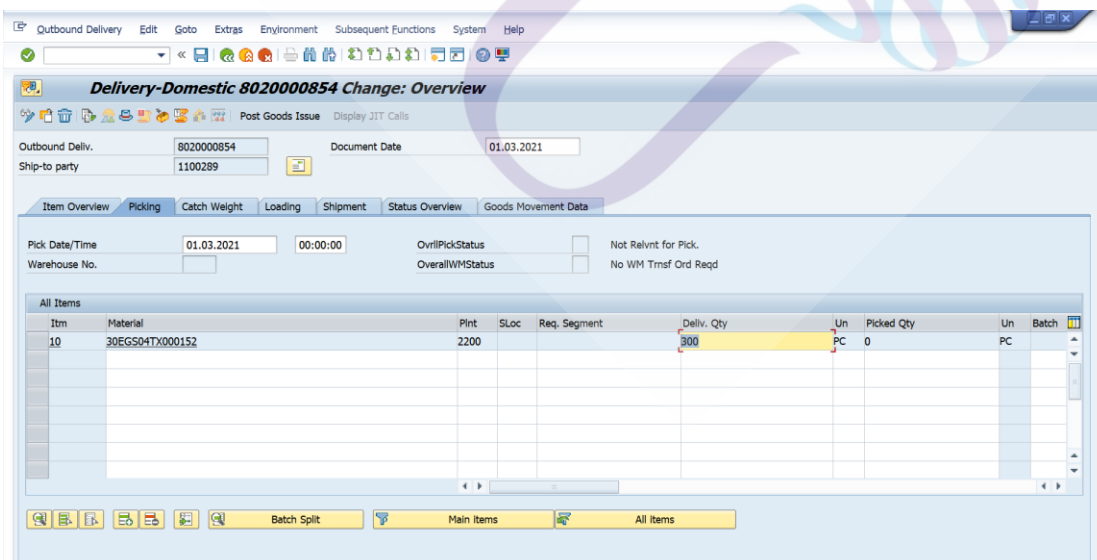 Outbound Delivery Edit Goto Extras Environment Subsequent Functions System Help
Delivery-Domestic 8020000854 Change: Overview
Post Goods Issue Display JIT Calls
Outbound Deliv. 8020000854 Document Date 01.03.2021
Ship-to party 1100289
Item Overview Picking Catch Weight Loading Shipment Status Overview Goods Movement Data
Pick Date/Time 01.03.2021 00:00:00 OvrllPickStatus Not Relvnt for Pick.
Warehouse No. OverallWMStatus No WM Trnsf Ord Reqd
All Items
Itm Material Plnt SLoc Req. Segment Deliv. Qty Un Picked Qty Un Batch
10 30EGS04TX000152 2200 300 PC 0 PC
Batch Split Main items All items